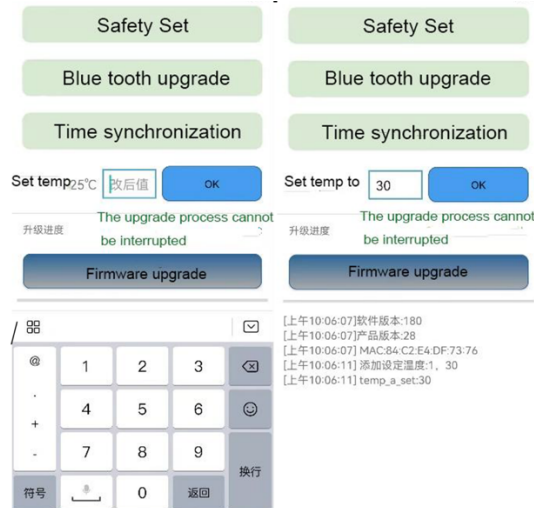 Safety Set
Blue tooth upgrade
Time synchronization
Set temp 25℃ 改后值 OK
The upgrade process cannot
升级进度
be interrupted
Firmware upgrade
@ 1 2 3
. 4 5 6
+
- 7 8 9
换行
符号 0 返回
Safety Set
Blue tooth upgrade
Time synchronization
Set temp to 30 OK
The upgrade process cannot
升级进度
be interrupted
Firmware upgrade
[上午10:06:07]软件版本:180
[上午10:06:07]产品版本:28
[上午10:06:07] MAC:84:C2:E4:DF:73:76
[上午10:06:11] 添加设定湿度:1，30
[上午10:06:11] temp_a_set:30